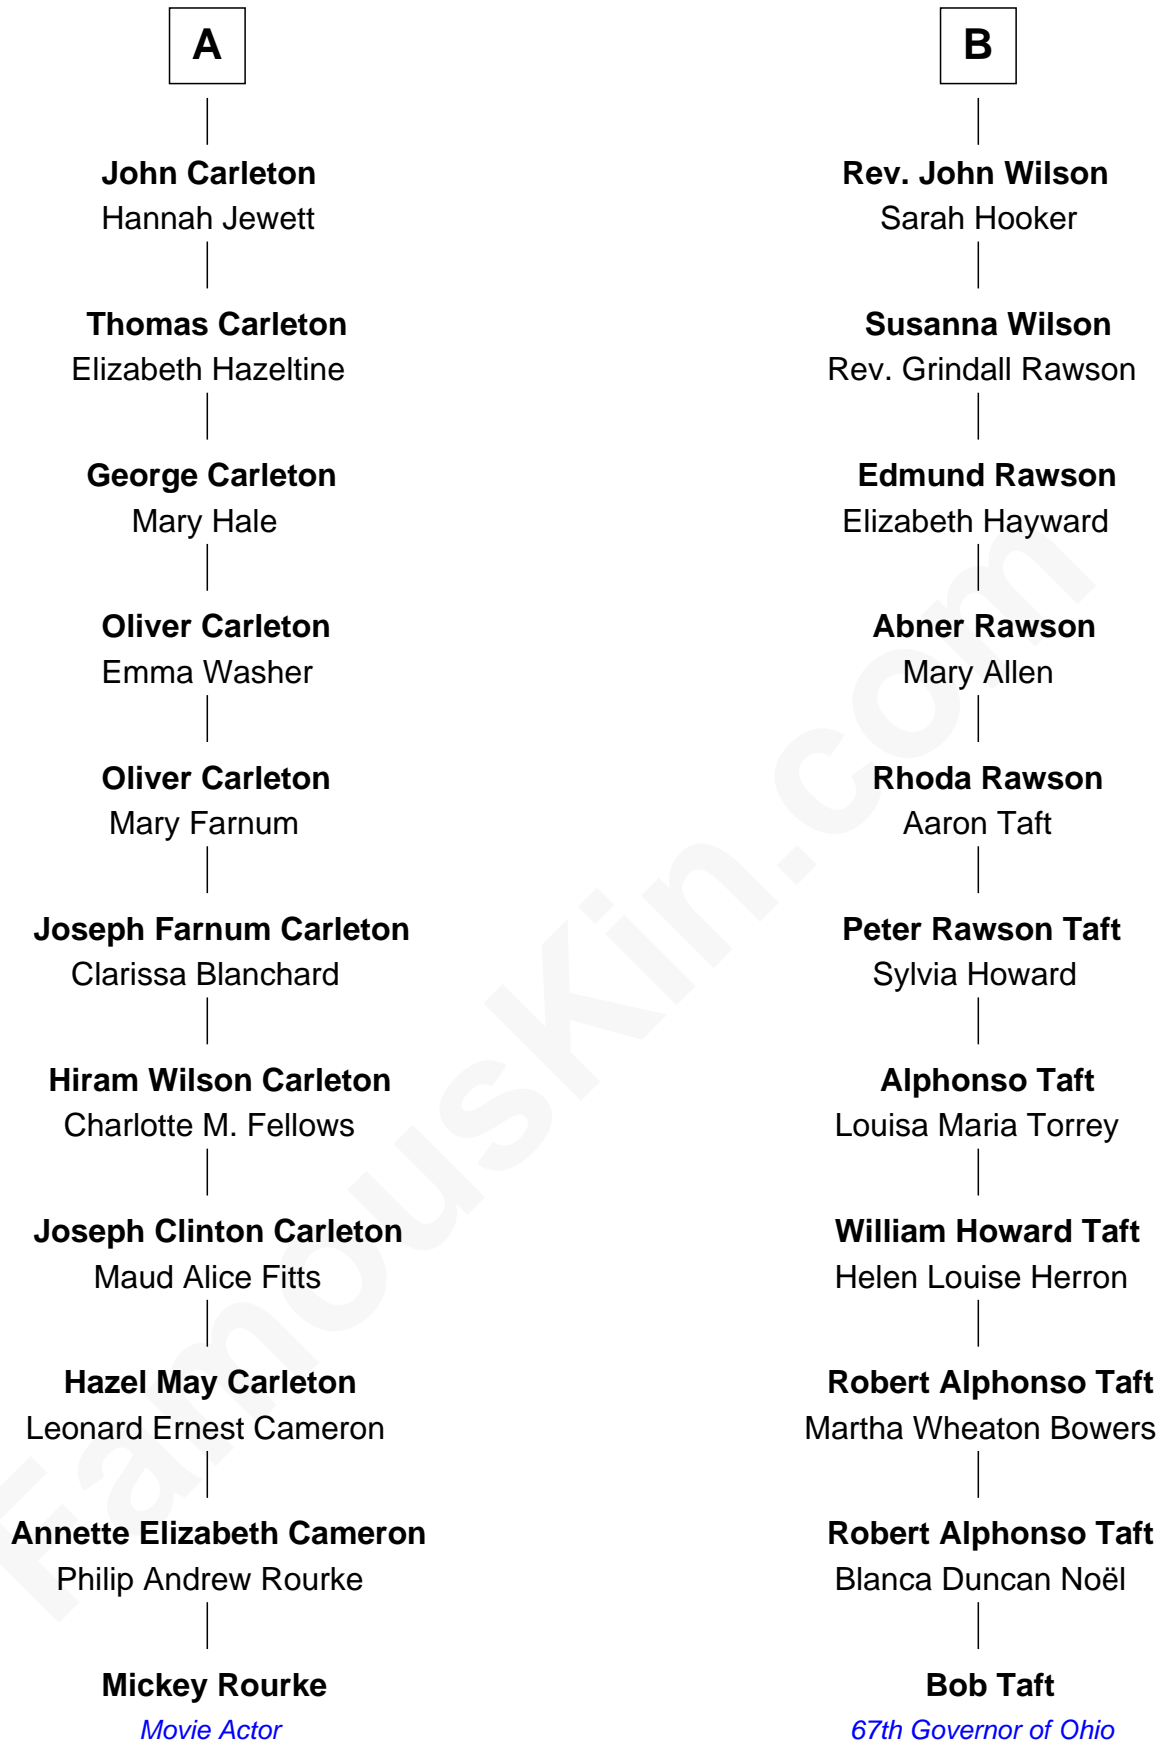 A
B
John Carleton
Hannah Jewett
Rev. John Wilson
Sarah Hooker
Thomas Carleton
Elizabeth Hazeltine
Susanna Wilson
Rev. Grindall Rawson
George Carleton
Mary Hale
Edmund Rawson
Elizabeth Hayward
Oliver Carleton
Emma Washer
Abner Rawson
Mary Allen
Oliver Carleton
Mary Farnum
Rhoda Rawson
Aaron Taft
Joseph Farnum Carleton
Clarissa Blanchard
Peter Rawson Taft
Sylvia Howard
Hiram Wilson Carleton
Charlotte M. Fellows
Alphonso Taft
Louisa Maria Torrey
Joseph Clinton Carleton
Maud Alice Fitts
William Howard Taft
Helen Louise Herron
Hazel May Carleton
Leonard Ernest Cameron
Robert Alphonso Taft
Martha Wheaton Bowers
Annette Elizabeth Cameron
Philip Andrew Rourke
Robert Alphonso Taft
Blanca Duncan Noël
Mickey Rourke
Movie Actor
Bob Taft
67th Governor of Ohio
FamousKin.com